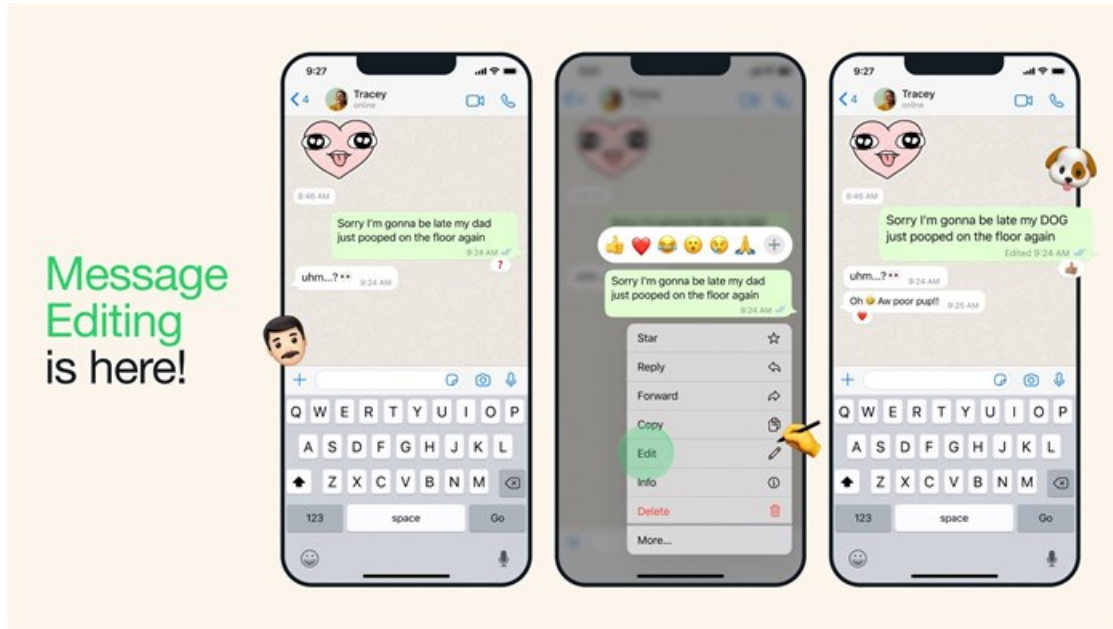 Message
Editing
is here!
9:27
4
Tracey
online
8:46 AM
Sorry I'm gonna be late my dad
just pooped on the floor again
9:24 AM
?
uhm...? 👀 9:24 AM
Q W E R T Y U I O P
A S D F G H J K L
Z X C V B N M
123 space Go
Sorry I'm gonna be late my dad
just pooped on the floor again
9:24 AM
Star
Reply
Forward
Copy
Edit
Info
Delete
More...
9:27
4
Tracey
online
8:46 AM
Sorry I'm gonna be late my DOG
just pooped on the floor again
Edited 9:24 AM
uhm...? 👀 9:24 AM
Oh 🤣 Aw poor pup!! 9:25 AM
Q W E R T Y U I O P
A S D F G H J K L
Z X C V B N M
123 space Go